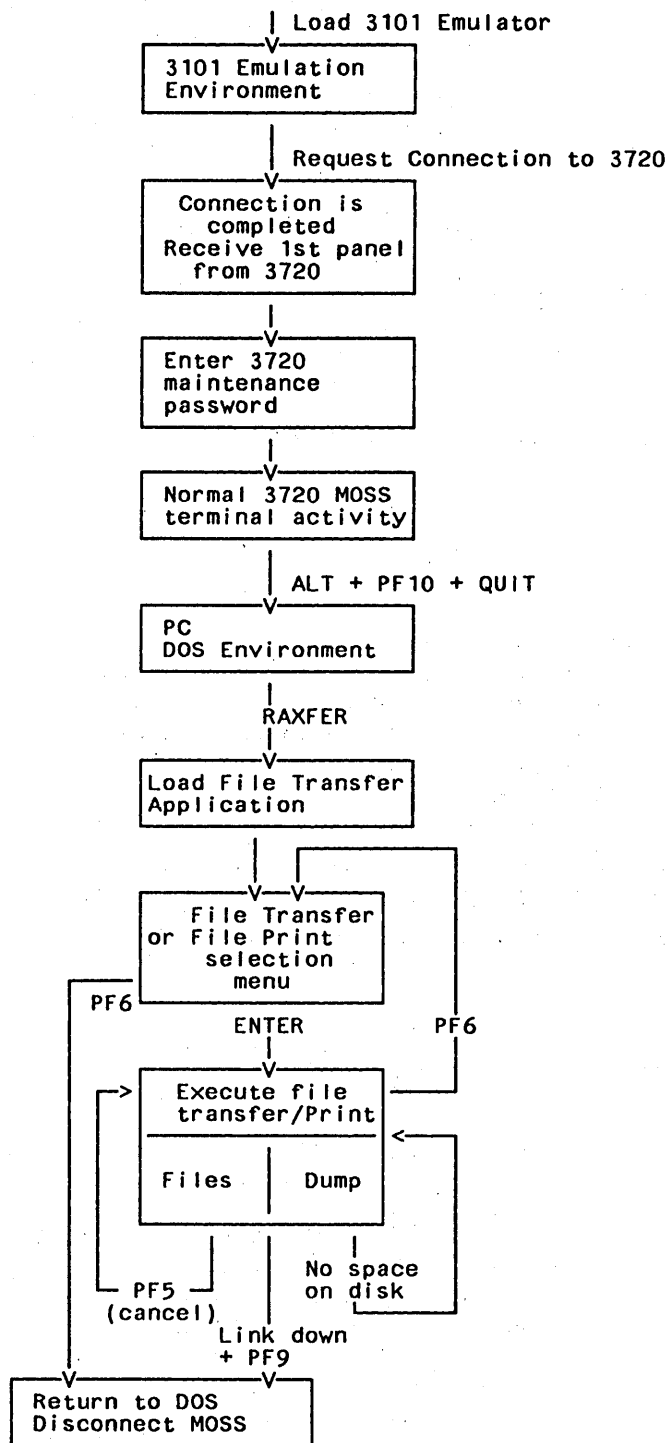 Load 3101 Emulator
3101 Emulation
Environment
Request Connection to 3720
Connection is
completed
Receive 1st panel
from 3720
Enter 3720
maintenance
password
Normal 3720 MOSS
terminal activity
ALT + PF10 + QUIT
PC
DOS Environment
RAXFER
Load File Transfer
Application
File Transfer
or File Print
selection
menu
PF6
ENTER
PF6
Execute file
transfer/Print
Files
Dump
PF5
(cancel)
No space
on disk
Link down
+ PF9
Return to DOS
Disconnect MOSS